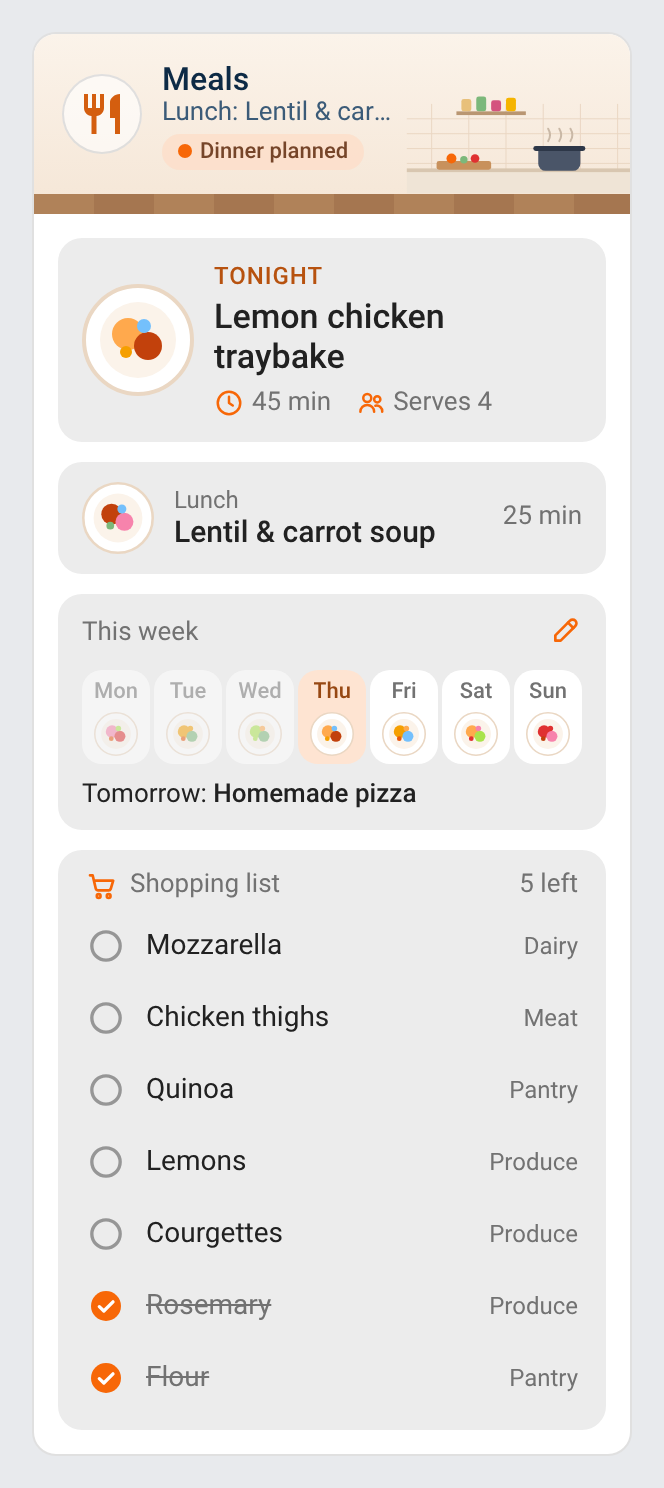 Meals
Lunch: Lentil & car...
Dinner planned
TONIGHT
Lemon chicken
traybake
45 min Serves 4
Lunch
Lentil & carrot soup
25 min
This week
Mon Tue Wed Thu Fri Sat Sun
Tomorrow: Homemade pizza
Shopping list 5 left
Mozzarella Dairy
Chicken thighs Meat
Quinoa Pantry
Lemons Produce
Courgettes Produce
Rosemary Produce
Flour Pantry